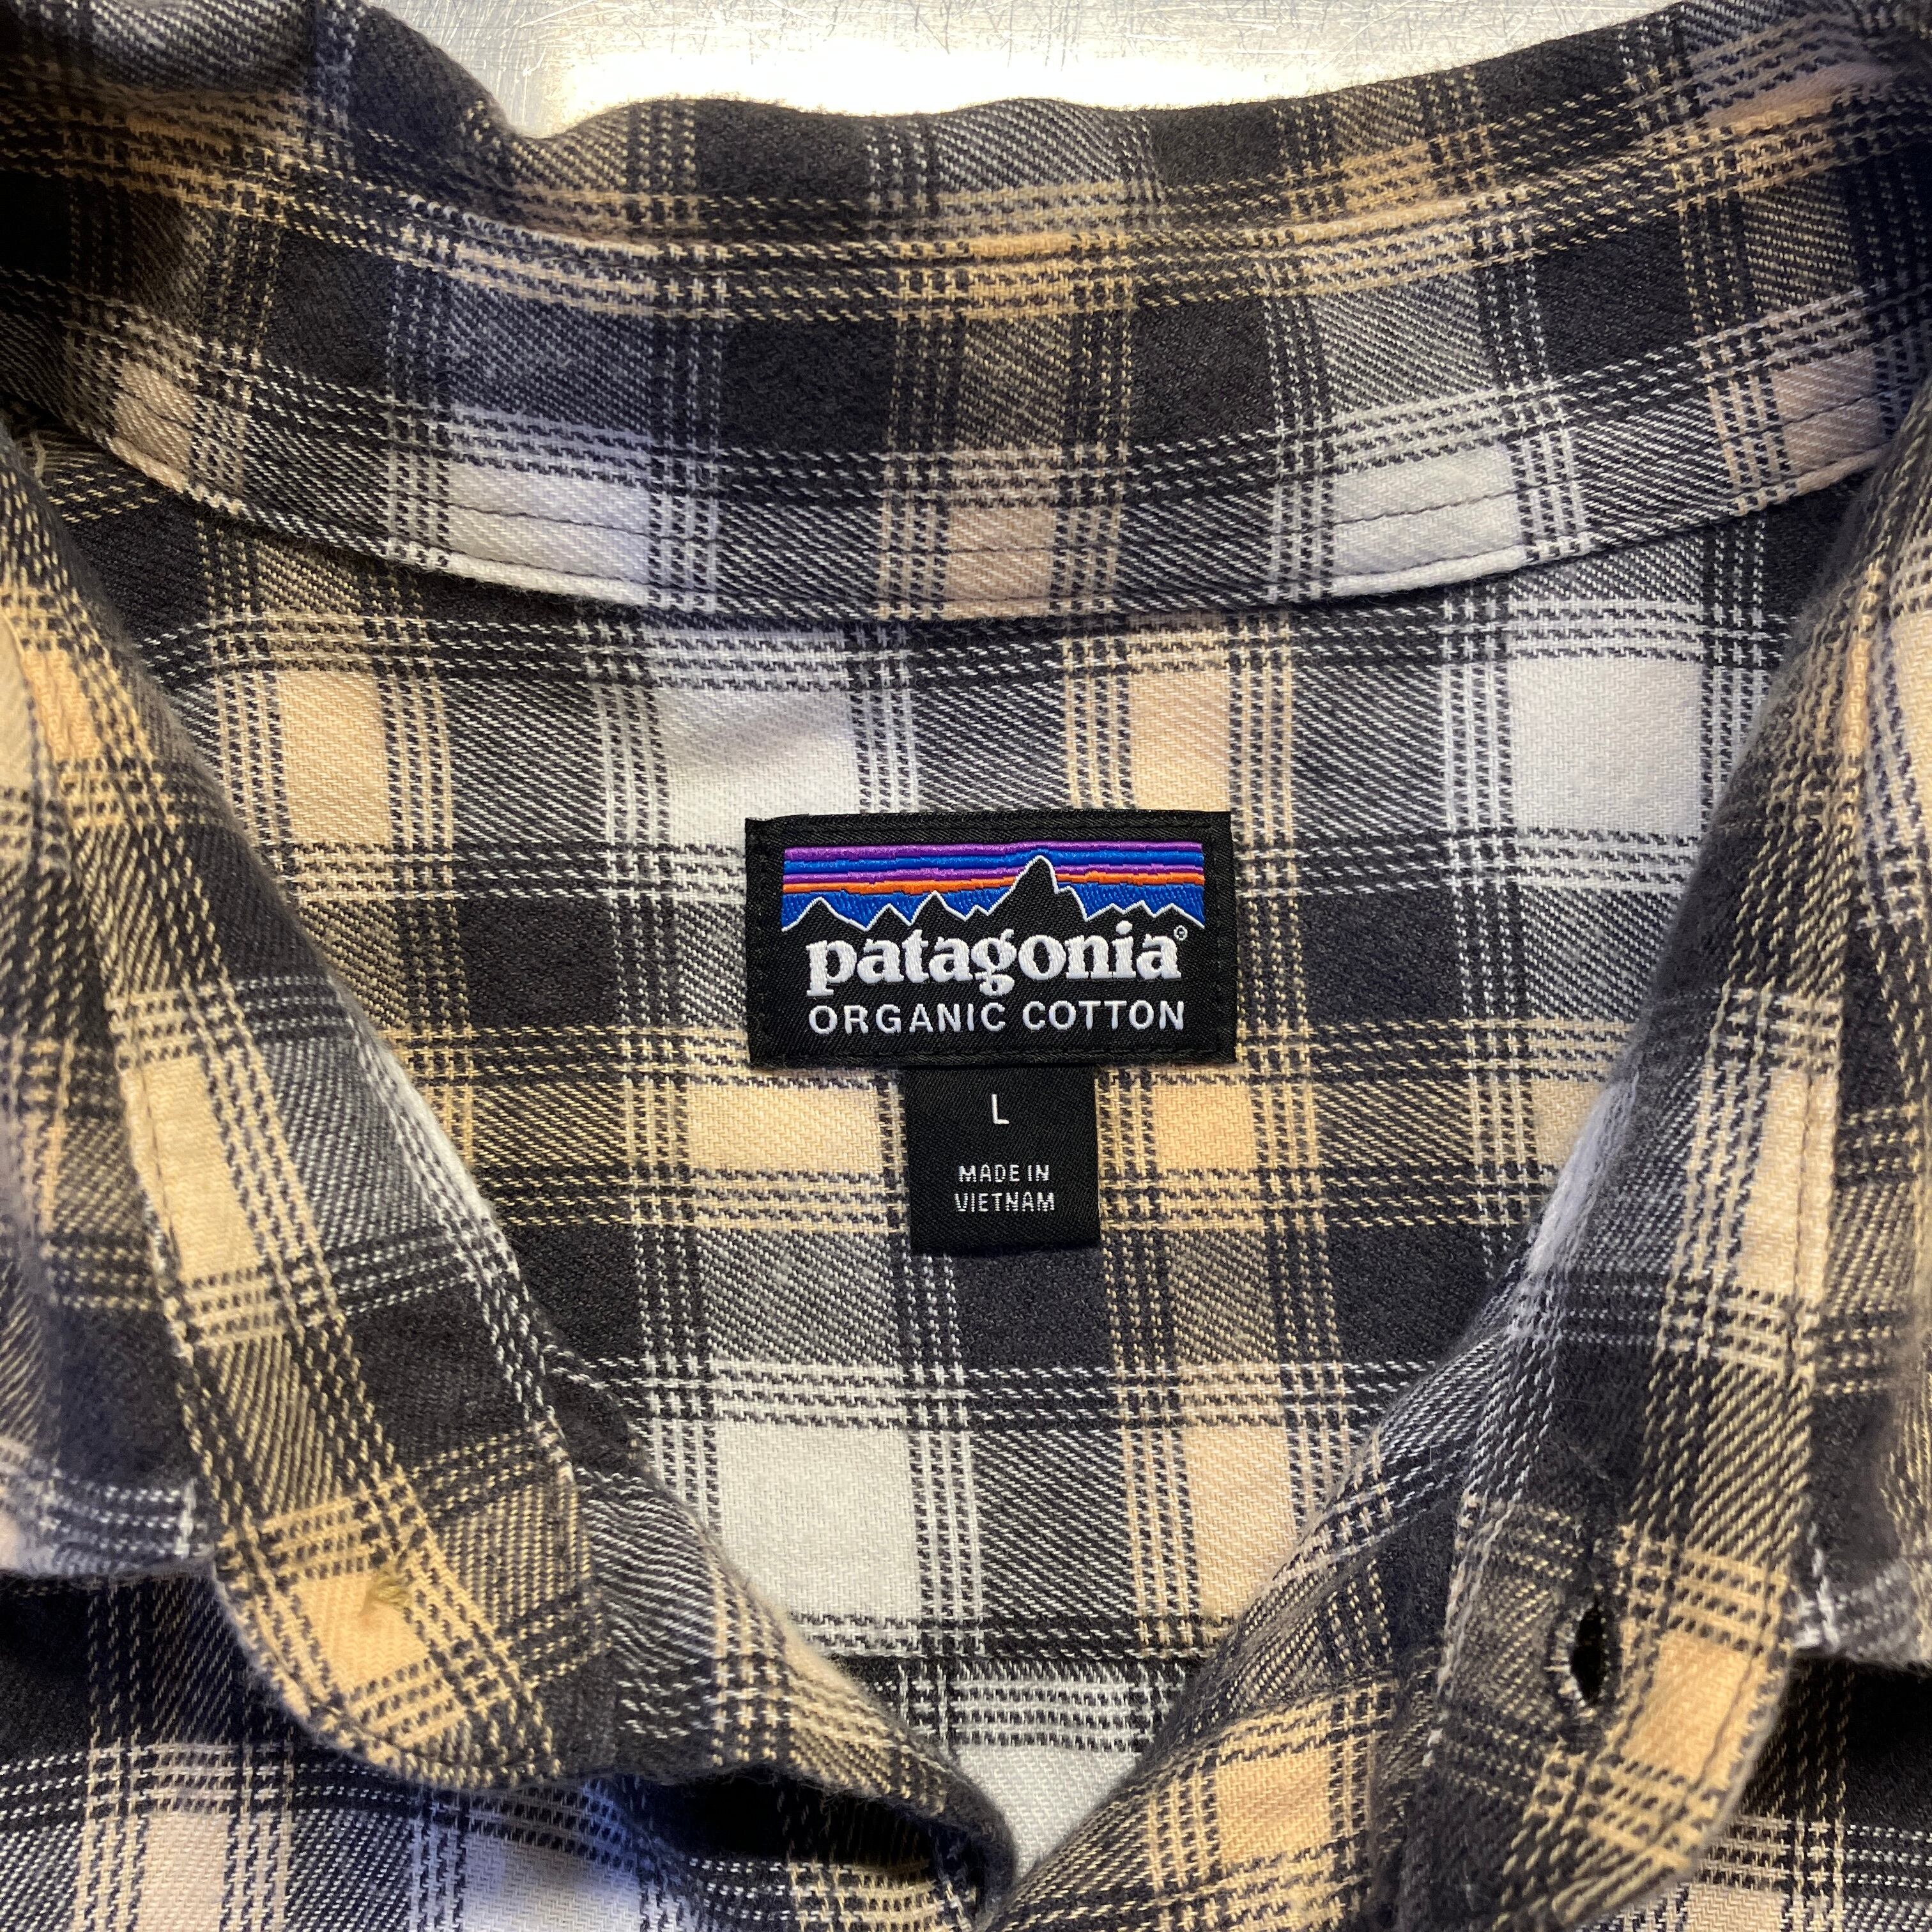 patagonia®
ORGANIC COTTON
L
MADE IN
VIETNAM